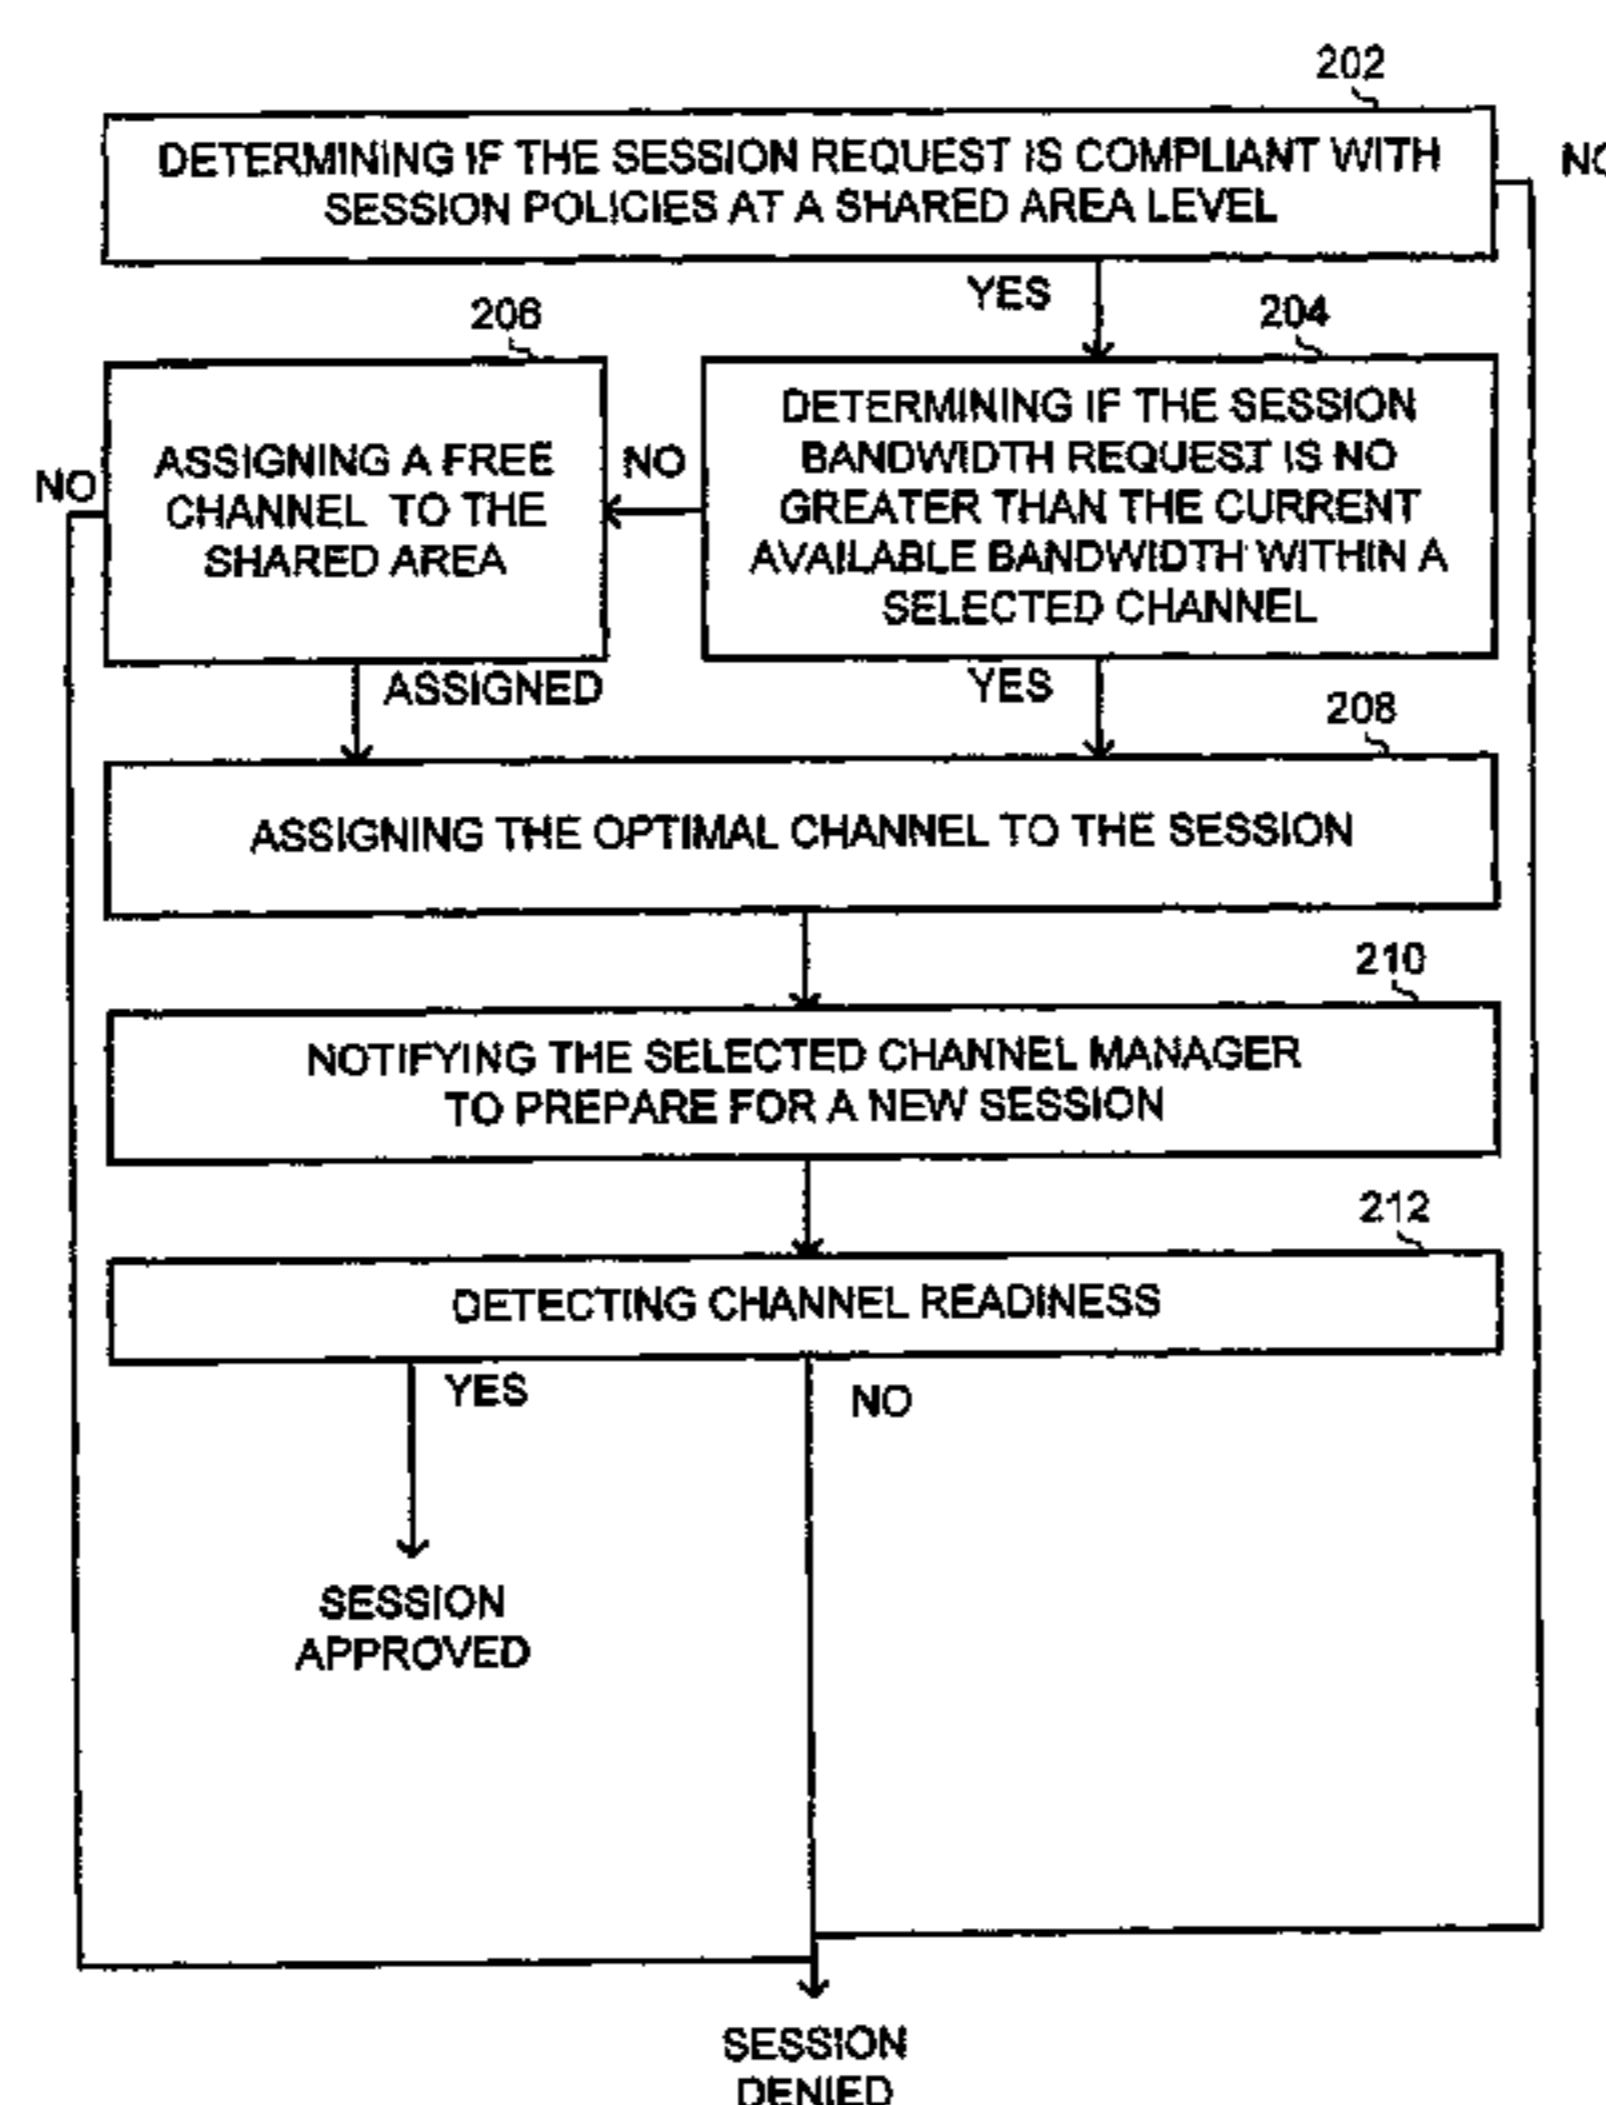 202
DETERMINING IF THE SESSION REQUEST IS COMPLIANT WITH
SESSION POLICIES AT A SHARED AREA LEVEL
NO
YES
206
204
ASSIGNING A FREE
CHANNEL TO THE
SHARED AREA
NO
NO
DETERMINING IF THE SESSION
BANDWIDTH REQUEST IS NO
GREATER THAN THE CURRENT
AVAILABLE BANDWIDTH WITHIN A
SELECTED CHANNEL
ASSIGNED
YES
208
ASSIGNING THE OPTIMAL CHANNEL TO THE SESSION
210
NOTIFYING THE SELECTED CHANNEL MANAGER
TO PREPARE FOR A NEW SESSION
212
DETECTING CHANNEL READINESS
YES
NO
SESSION
APPROVED
SESSION
DENIED